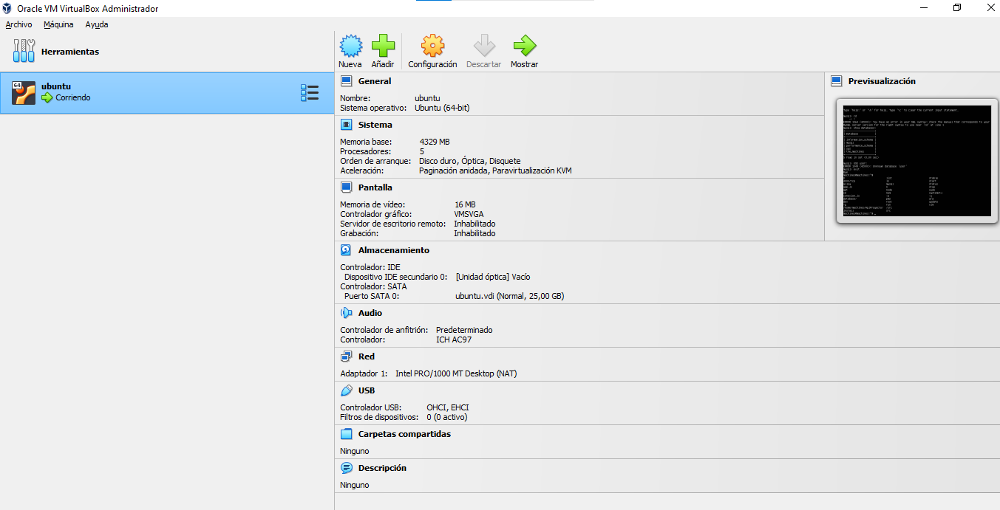 Oracle VM VirtualBox Administrador
Archivo Máquina Ayuda
Herramientas
Nueva Añadir Configuración Descartar Mostrar
64
ubuntu
Corriendo
General
Nombre: ubuntu
Sistema operativo: Ubuntu (64-bit)
Previsualización
Sistema
Memoria base: 4329 MB
Procesadores: 5
Orden de arranque: Disco duro, Óptica, Disquete
Aceleración: Paginación anidada, Paravirtualización KVM
Pantalla
Memoria de vídeo: 16 MB
Controlador gráfico: VMSVGA
Servidor de escritorio remoto: Inhabilitado
Grabación: Inhabilitado
Almacenamiento
Controlador: IDE
Dispositivo IDE secundario 0: [Unidad óptica] Vacío
Controlador: SATA
Puerto SATA 0: ubuntu.vdi (Normal, 25,00 GB)
Audio
Controlador de anfitrión: Predeterminado
Controlador: ICH AC97
Red
Adaptador 1: Intel PRO/1000 MT Desktop (NAT)
USB
Controlador USB: OHCI, EHCI
Filtros de dispositivos: 0 (0 activo)
Carpetas compartidas
Ninguno
Descripción
Ninguno